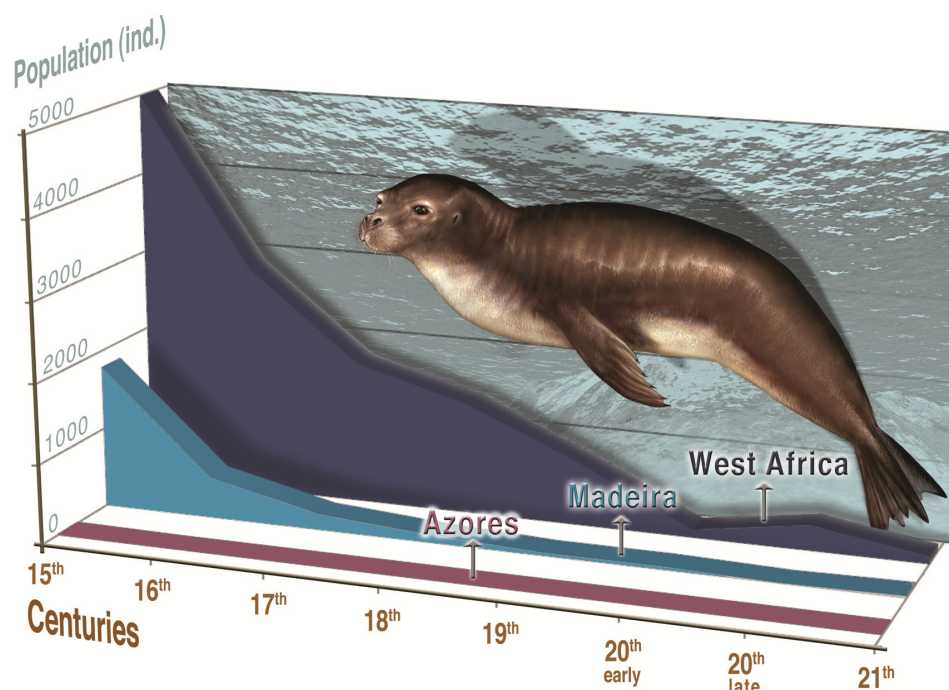 Population (ind.)
5000
4000
3000
2000
1000
0
West Africa
Madeira
Azores
15th
16th
17th
18th
19th
20th
early
20th
late
21th
Centuries